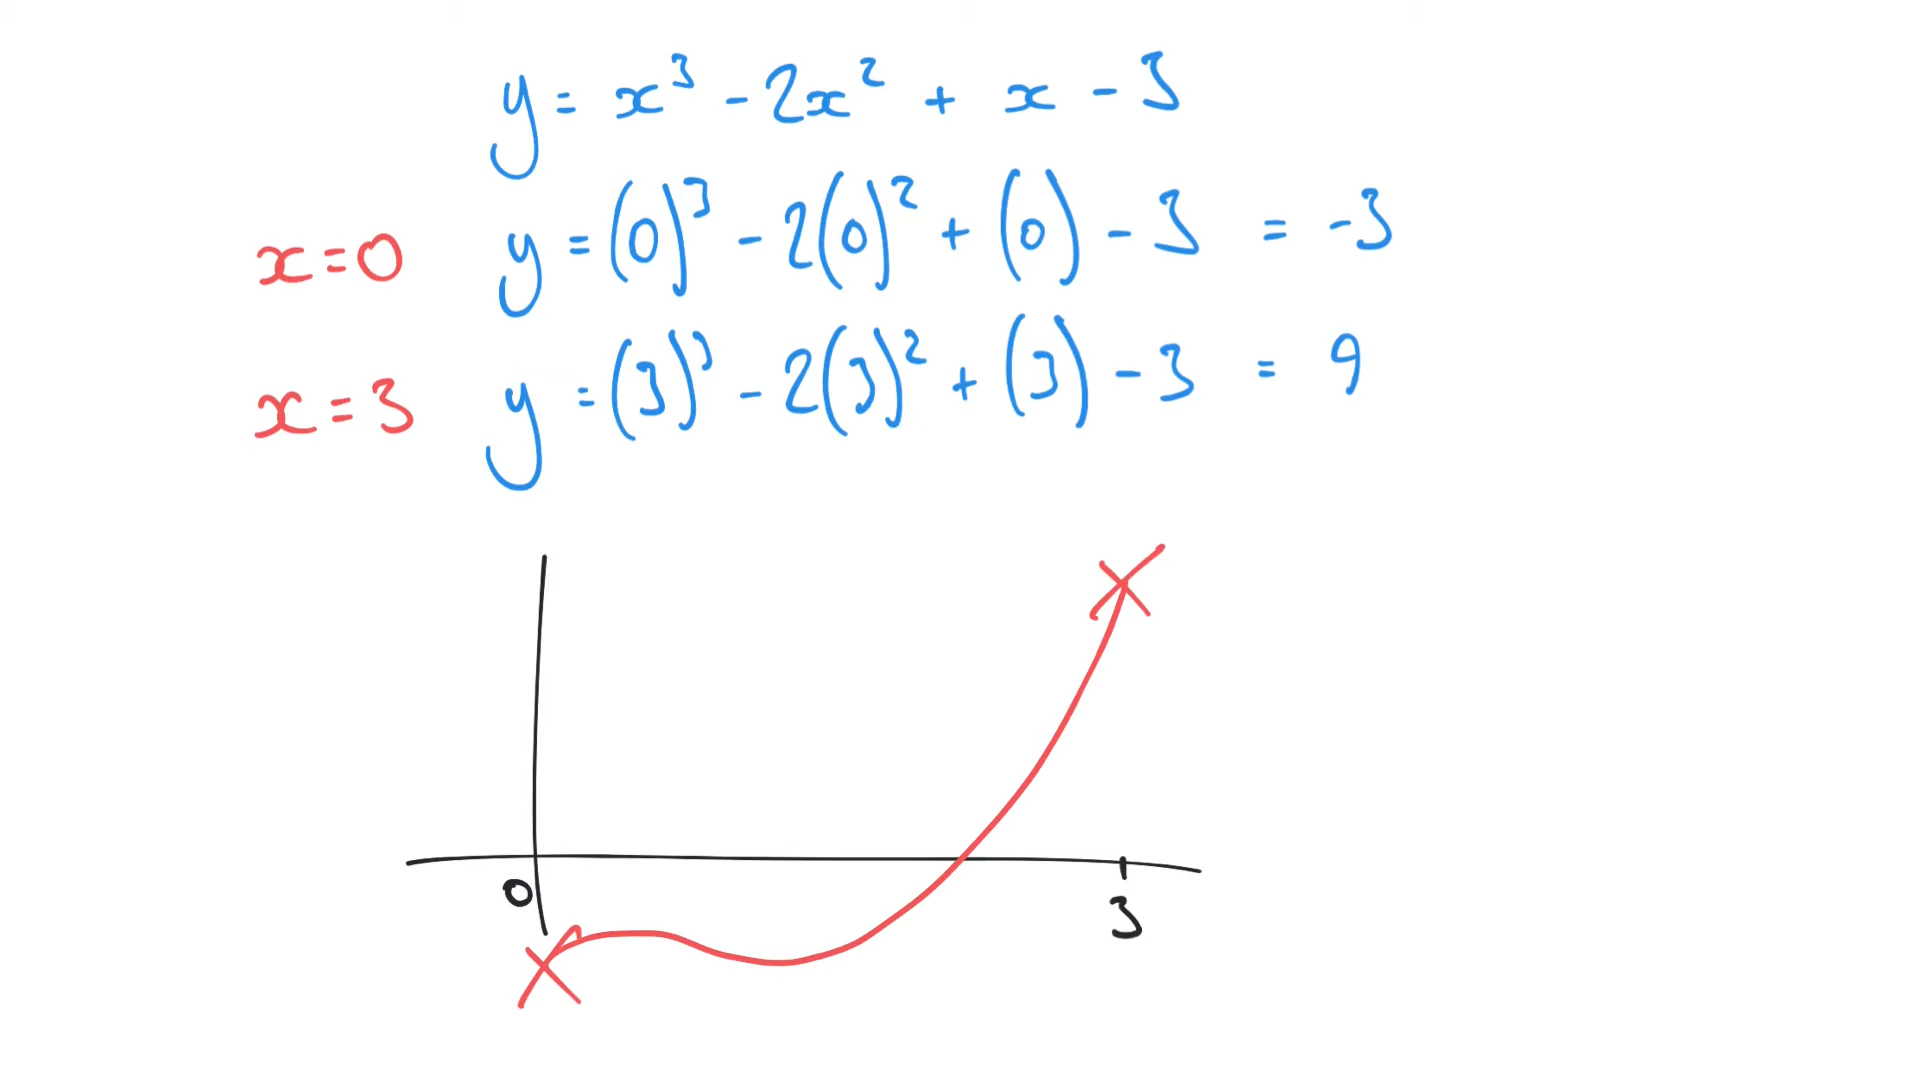 y = x³ - 2x² + x - 3
x=0 y = (0)³ - 2(0)² + (0) - 3 = -3
x=3 y = (3)³ - 2(3)² + (3) - 3 = 9
0
3